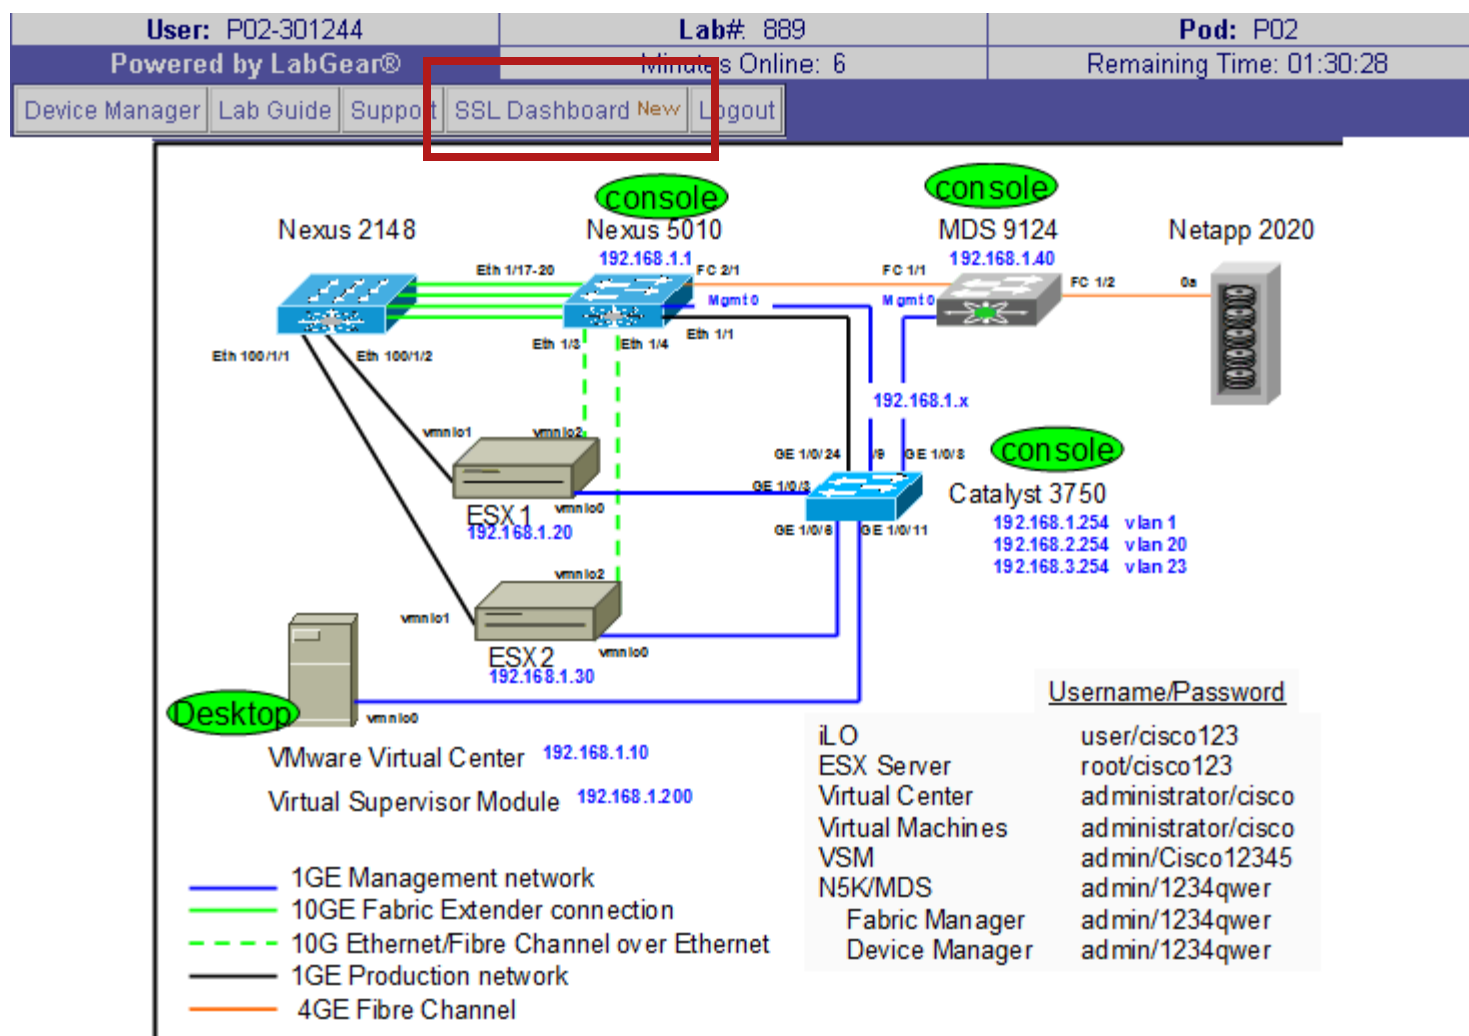 User: P02-301244 Lab#: 889 Pod: P02
Powered by LabGear® Minutes Online: 6 Remaining Time: 01:30:28
Device Manager Lab Guide Support SSL Dashboard New Logout
console
console
Nexus 2148 Nexus 5010 MDS 9124 Netapp 2020
192.168.1.1 192.168.1.40
Eth 1/17-20 FC 2/1 FC 1/1 FC 1/2 0a
Mgmt 0 Mgmt 0
Eth 1/3 Eth 1/4 Eth 1/1
Eth 100/1/1 Eth 100/1/2
192.168.1.x
vmnic1 vmnic2
console
GE 1/0/24 /9 GE 1/0/8
GE 1/0/3
Catalyst 3750
ESX1 vmnic0
192.168.1.20
GE 1/0/6 GE 1/0/11
192.168.1.254 vlan 1
192.168.2.254 vlan 20
192.168.3.254 vlan 23
vmnic2
vmnic1
ESX2 vmnic0
192.168.1.30
Desktop vmnic0
VMware Virtual Center 192.168.1.10
Virtual Supervisor Module 192.168.1.200
Username/Password
iLO user/cisco123
ESX Server root/cisco123
Virtual Center administrator/cisco
Virtual Machines administrator/cisco
VSM admin/Cisco12345
N5K/MDS admin/1234qwer
Fabric Manager admin/1234qwer
Device Manager admin/1234qwer
1GE Management network
10GE Fabric Extender connection
10G Ethernet/Fibre Channel over Ethernet
1GE Production network
4GE Fibre Channel